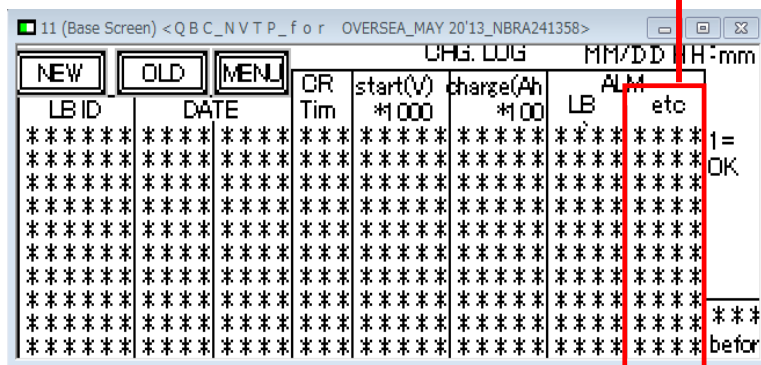 11 (Base Screen) < Q B C _ N V T P _ f o r OVERSEA_MAY 20'13_NBRA241358>
CHG. LOG MM/DD HH:mm
NEW OLD MENU CR start(V) charge(Ah ALM
LB ID DATE Tim *1000 *100 LB etc
****** **** **** *** ***** ***** **** **** 1=
****** **** **** *** ***** ***** **** **** OK
****** **** **** *** ***** ***** **** ****
****** **** **** *** ***** ***** **** ****
****** **** **** *** ***** ***** **** ****
****** **** **** *** ***** ***** **** ****
****** **** **** *** ***** ***** **** ****
****** **** **** *** ***** ***** **** ****
****** **** **** *** ***** ***** **** **** ***
****** **** **** *** ***** ***** **** **** befor